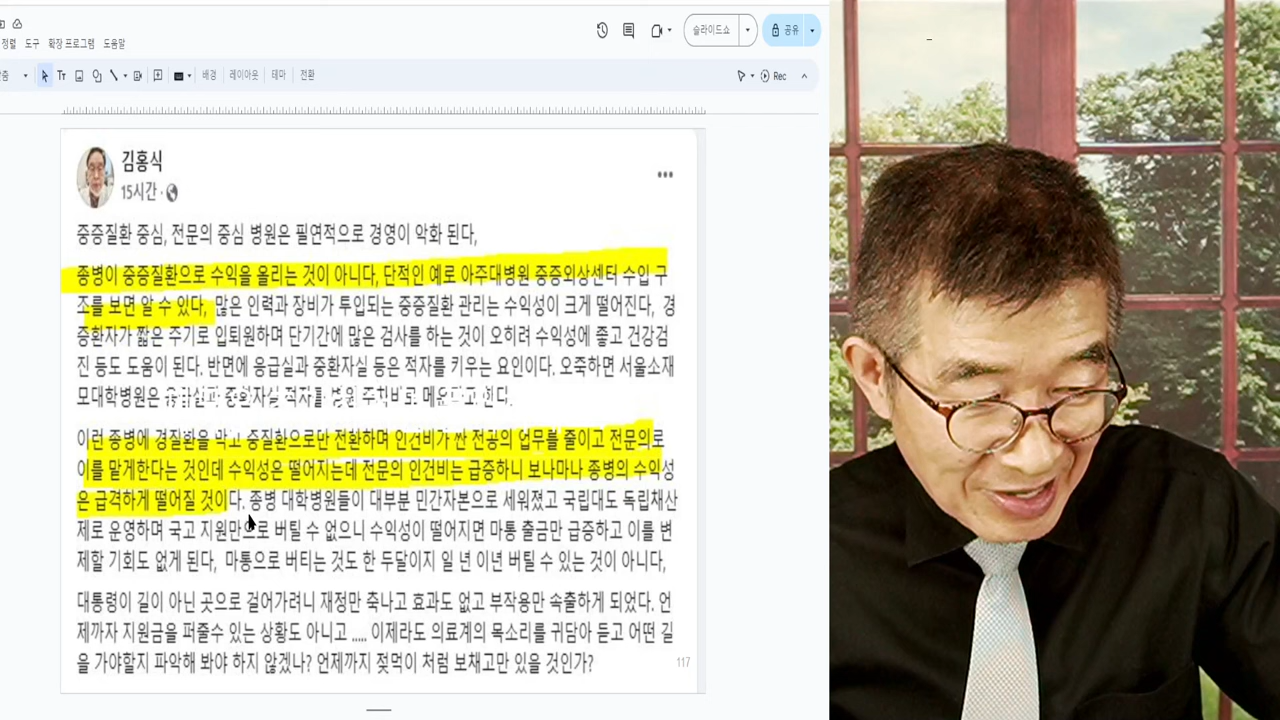 정렬 도구 확장 프로그램 도움말
슬라이드쇼
공유
배경 레이아웃 테마 전환
Rec
김홍식
15시간 ·
중증질환 중심, 전문의 중심 병원은 필연적으로 경영이 악화 된다,
종병이 중증질환으로 수익을 올리는 것이 아니다, 단적인 예로 아주대병원 중증외상센터 수입 구
조를 보면 알 수 있다, 많은 인력과 장비가 투입되는 중증질환 관리는 수익성이 크게 떨어진다, 경
증환자가 짧은 주기로 입퇴원하며 단기간에 많은 검사를 하는 것이 오히려 수익성에 좋고 건강검
진 등도 도움이 된다. 반면에 응급실과 중환자실 등은 적자를 키우는 요인이다. 오죽하면 서울소재
모대학병원은 중환자실 적자를 병원 주차비로
이런 종병에 경질환을 막고 중질환으로만 전환하며 인건비가 싼 전공의 업무를 줄이고 전문의로
이를 맡게한다는 것인데 수익성은 떨어지는데 전문의 인건비는 급증하니 보나마나 종병의 수익성
은 급격하게 떨어질 것이다. 종병 대학병원들이 대부분 민간자본으로 세워졌고 국립대도 독립채산
제로 운영하며 국고 지원만으로 버틸 수 없으니 수익성이 떨어지면 마통 출금만 급증하고 이를 변
제할 기회도 없게 된다, 마통으로 버티는 것도 한 두달이지 일 년 이년 버틸 수 있는 것이 아니다,
대통령이 길이 아닌 곳으로 걸어가려니 재정만 축나고 효과도 없고 부작용만 속출하게 되었다. 언
제까지 지원금을 퍼줄수 있는 상황도 아니고 ..... 이제라도 의료계의 목소리를 귀담아 듣고 어떤 길
을 가야할지 파악해 봐야 하지 않겠나? 언제까지 젖먹이 처럼 보채고만 있을 것인가?
117